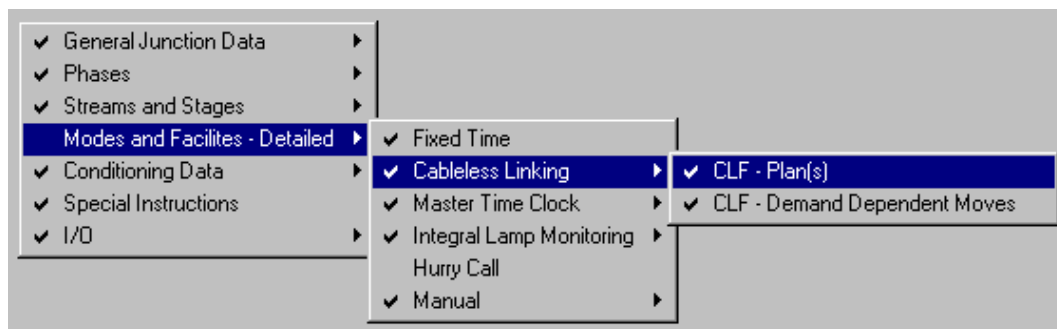 General Junction Data
Phases
Streams and Stages
Modes and Facilites - Detailed
Conditioning Data
Special Instructions
I/O
Fixed Time
Cableless Linking
Master Time Clock
Integral Lamp Monitoring
Hurry Call
Manual
CLF - Plan(s)
CLF - Demand Dependent Moves